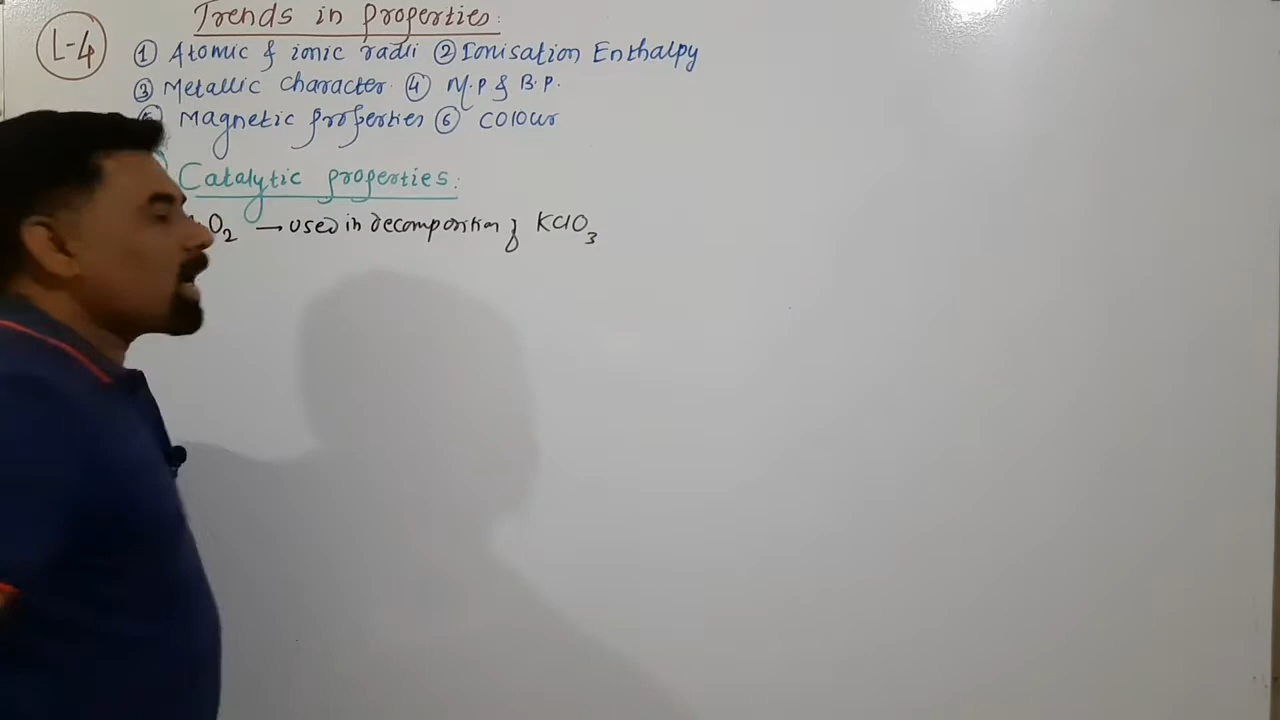 Trends in properties:
L-4
① Atomic & ionic radii ② Ionisation Enthalpy
③ Metallic character. ④ M.P & B.P.
⑤ Magnetic properties ⑥ Colour
Catalytic properties:
O2 → Used in decomposition of KClO3